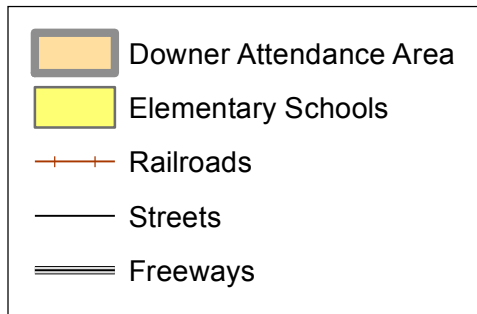 Downer Attendance Area
Elementary Schools
Railroads
Streets
Freeways